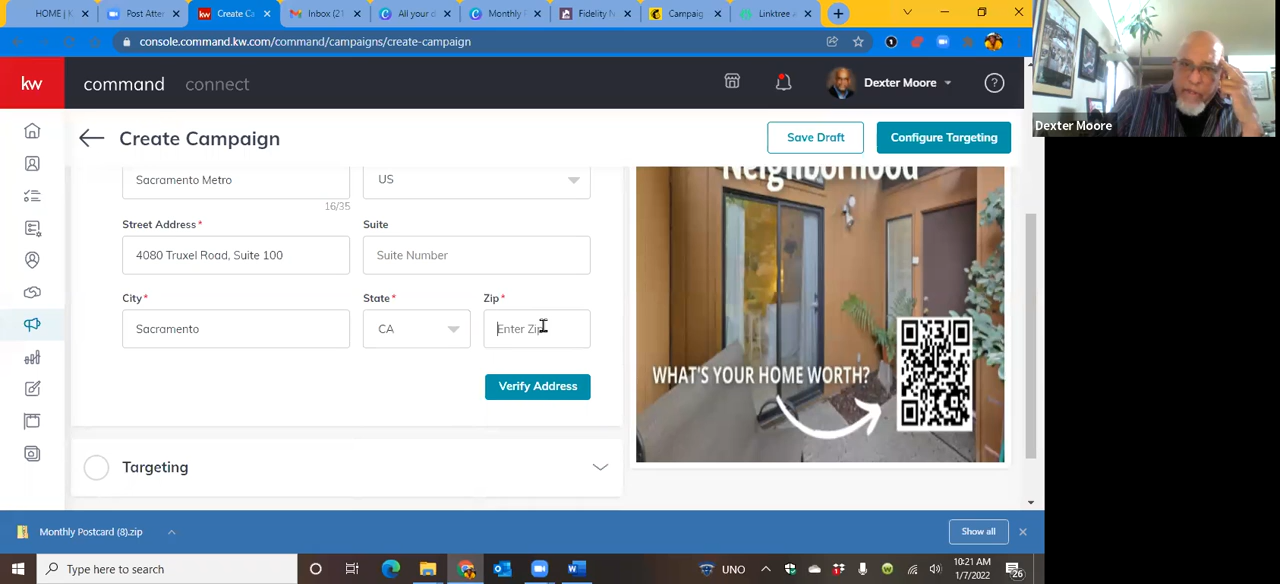 HOME | K
Post Atter
Create Ca
Inbox (21
All your d
Monthly P
Fidelity N
Campaig
Linktree A
console.command.kw.com/command/campaigns/create-campaign
kw
command
connect
Dexter Moore
Create Campaign
Save Draft
Configure Targeting
Dexter Moore
Sacramento Metro
US
16/35
Street Address*
Suite
4080 Truxel Road, Suite 100
Suite Number
City*
State*
Zip*
Sacramento
CA
Enter Zip
Verify Address
Targeting
Neighborhood
WHAT'S YOUR HOME WORTH?
Monthly Postcard (8).zip
Show all
Type here to search
UNO
10:21 AM
1/7/2022
26